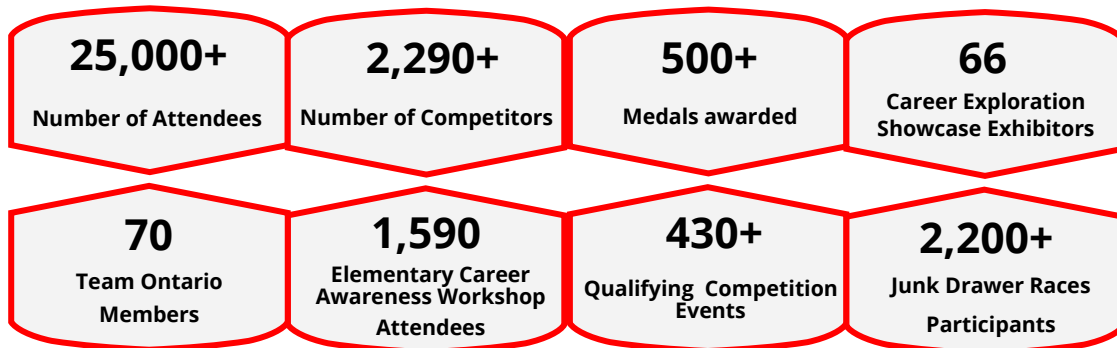 25,000+
Number of Attendees
2,290+
Number of Competitors
500+
Medals awarded
66
Career Exploration
Showcase Exhibitors
70
Team Ontario
Members
1,590
Elementary Career
Awareness Workshop
Attendees
430+
Qualifying Competition
Events
2,200+
Junk Drawer Races
Participants